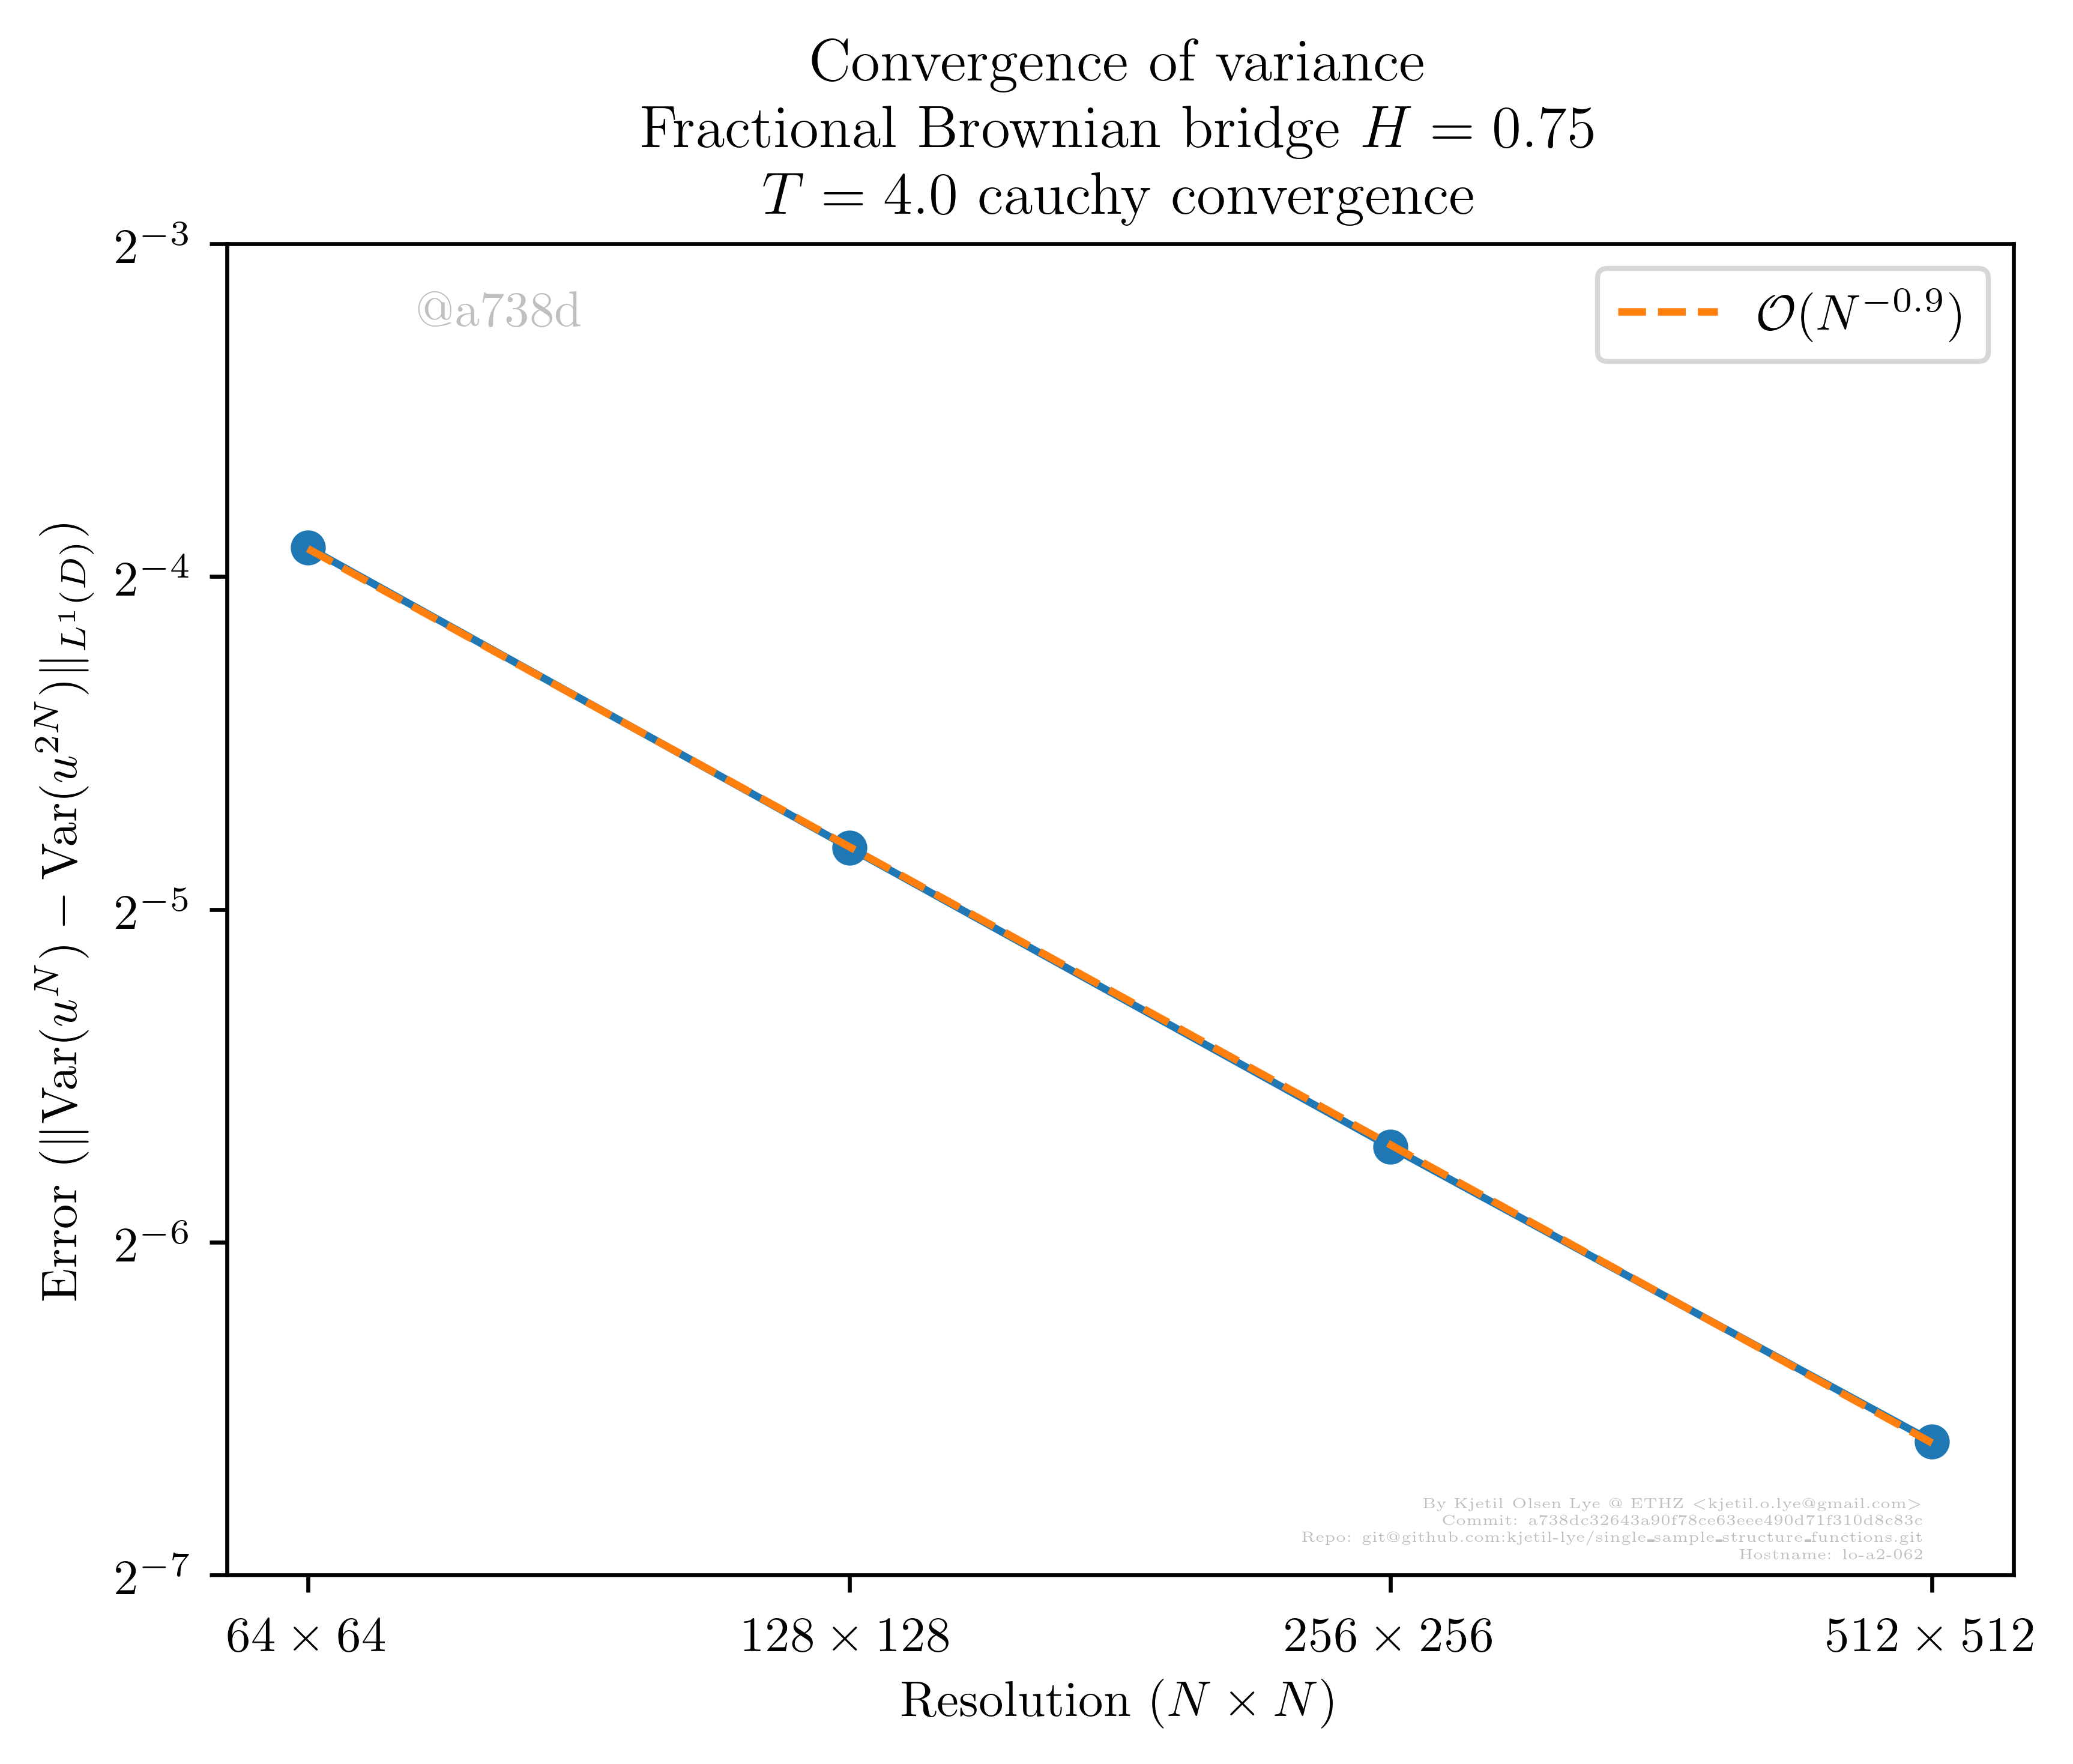 Convergence of variance
Fractional Brownian bridge H = 0.75
T = 4.0 cauchy convergence
2⁻³
@a738d
𝒪(N⁻⁰·⁹)
2⁻⁴
2⁻⁵
2⁻⁶
2⁻⁷
Error (||Var(u^N) − Var(u^{2N})||_{L¹(D)})
By Kjetil Olsen Lye @ ETHZ <kjetil.o.lye@gmail.com>
Commit: a738dc32643a90f78ce63eee490d71f310d8c83c
Repo: git@github.com:kjetil-lye/single_sample_structure_functions.git
Hostname: lo-a2-062
64 × 64
128 × 128
256 × 256
512 × 512
Resolution (N × N)